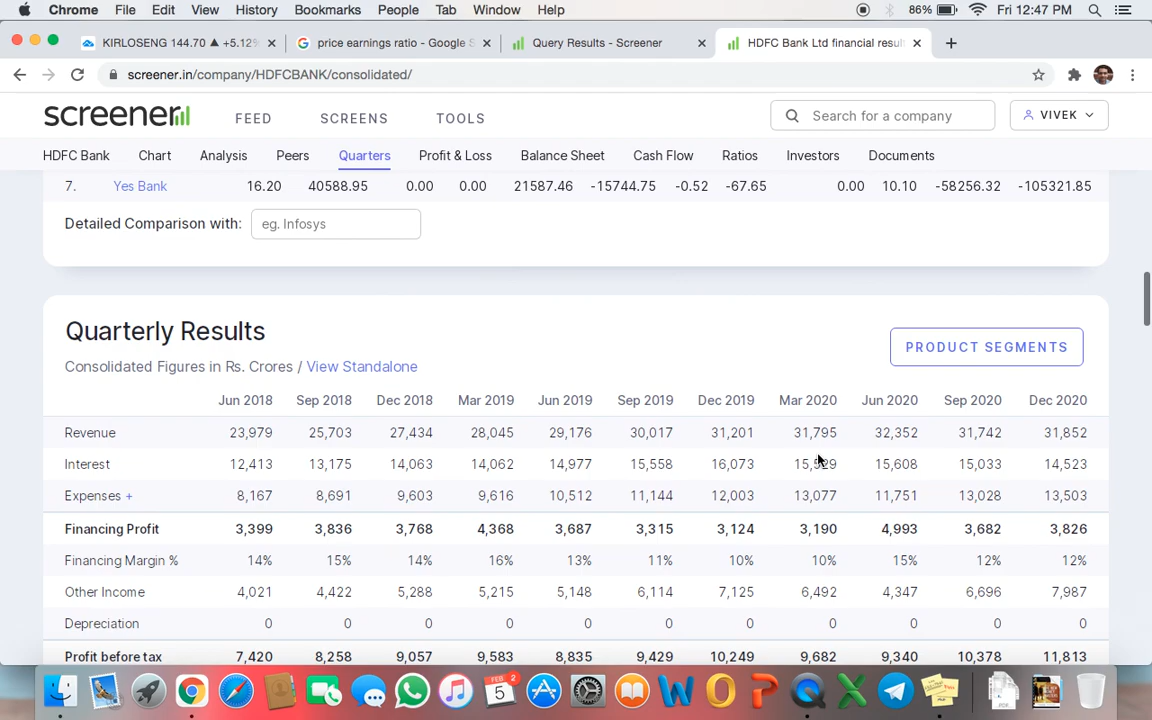 Chrome File Edit View History Bookmarks People Tab Window Help 86% Fri 12:47 PM
KIRLOSENG 144.70 ▲ +5.12% price earnings ratio - Google S Query Results - Screener HDFC Bank Ltd financial resul
screener.in/company/HDFCBANK/consolidated/
screener FEED SCREENS TOOLS Search for a company VIVEK
HDFC Bank Chart Analysis Peers Quarters Profit & Loss Balance Sheet Cash Flow Ratios Investors Documents
7. Yes Bank 16.20 40588.95 0.00 0.00 21587.46 -15744.75 -0.52 -67.65 0.00 10.10 -58256.32 -105321.85
Detailed Comparison with: eg. Infosys
Quarterly Results
PRODUCT SEGMENTS
Consolidated Figures in Rs. Crores / View Standalone
Jun 2018 Sep 2018 Dec 2018 Mar 2019 Jun 2019 Sep 2019 Dec 2019 Mar 2020 Jun 2020 Sep 2020 Dec 2020
Revenue 23,979 25,703 27,434 28,045 29,176 30,017 31,201 31,795 32,352 31,742 31,852
Interest 12,413 13,175 14,063 14,062 14,977 15,558 16,073 15,608 15,033 14,523
Expenses + 8,167 8,691 9,603 9,616 10,512 11,144 12,003 13,077 11,751 13,028 13,503
Financing Profit 3,399 3,836 3,768 4,368 3,687 3,315 3,124 3,190 4,993 3,682 3,826
Financing Margin % 14% 15% 14% 16% 13% 11% 10% 10% 15% 12% 12%
Other Income 4,021 4,422 5,288 5,215 5,148 6,114 7,125 6,492 4,347 6,696 7,987
Depreciation 0 0 0 0 0 0 0 0 0 0 0
Profit before tax 7,420 8,258 9,057 9,583 8,835 9,429 10,249 9,682 9,340 10,378 11,813
FEB 2
5